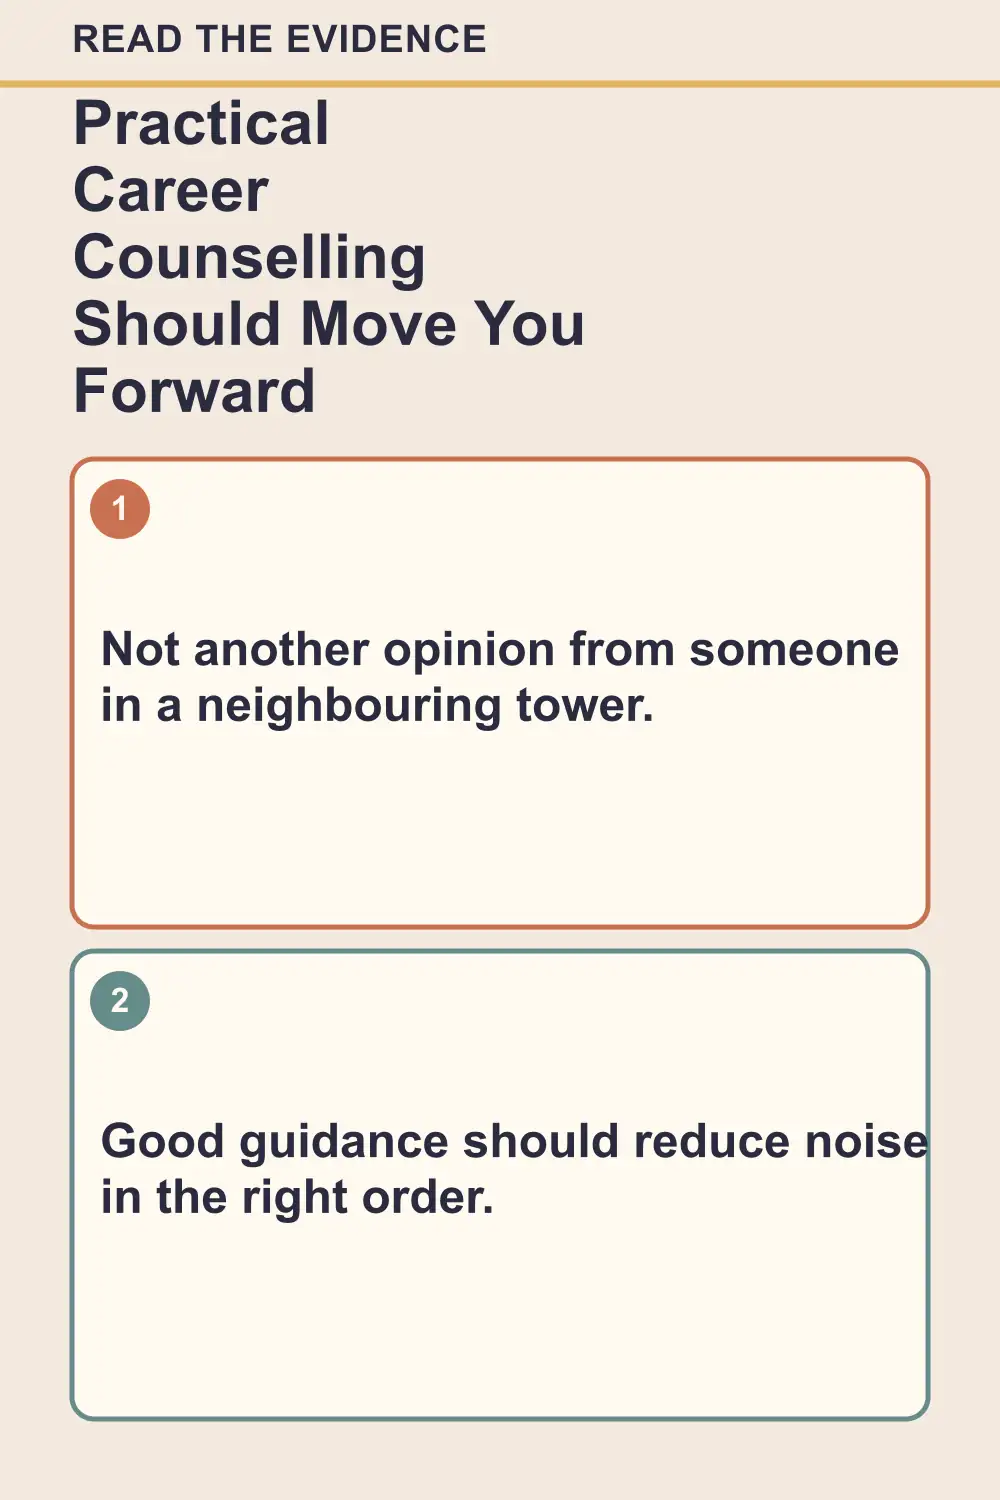 READ THE EVIDENCE
Practical
Career
Counselling
Should Move You
Forward
1
Not another opinion from someone
in a neighbouring tower.
2
Good guidance should reduce noise
in the right order.